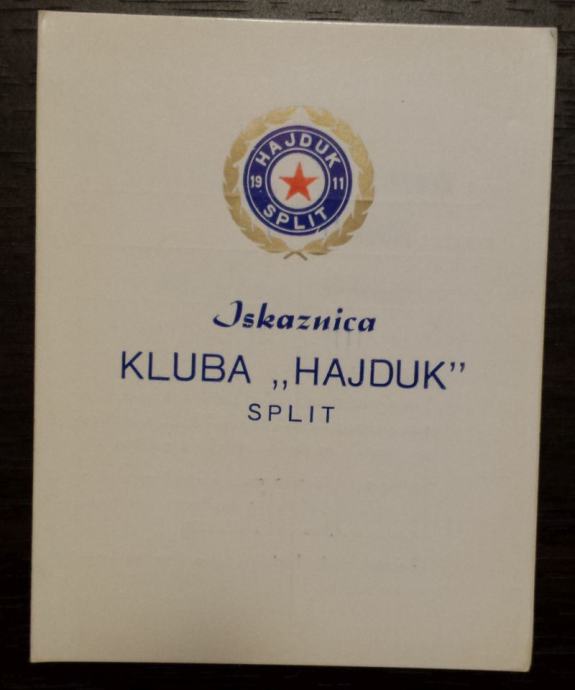 HAJDUK
19 11
SPLIT
Iskaznica
KLUBA „HAJDUK”
SPLIT